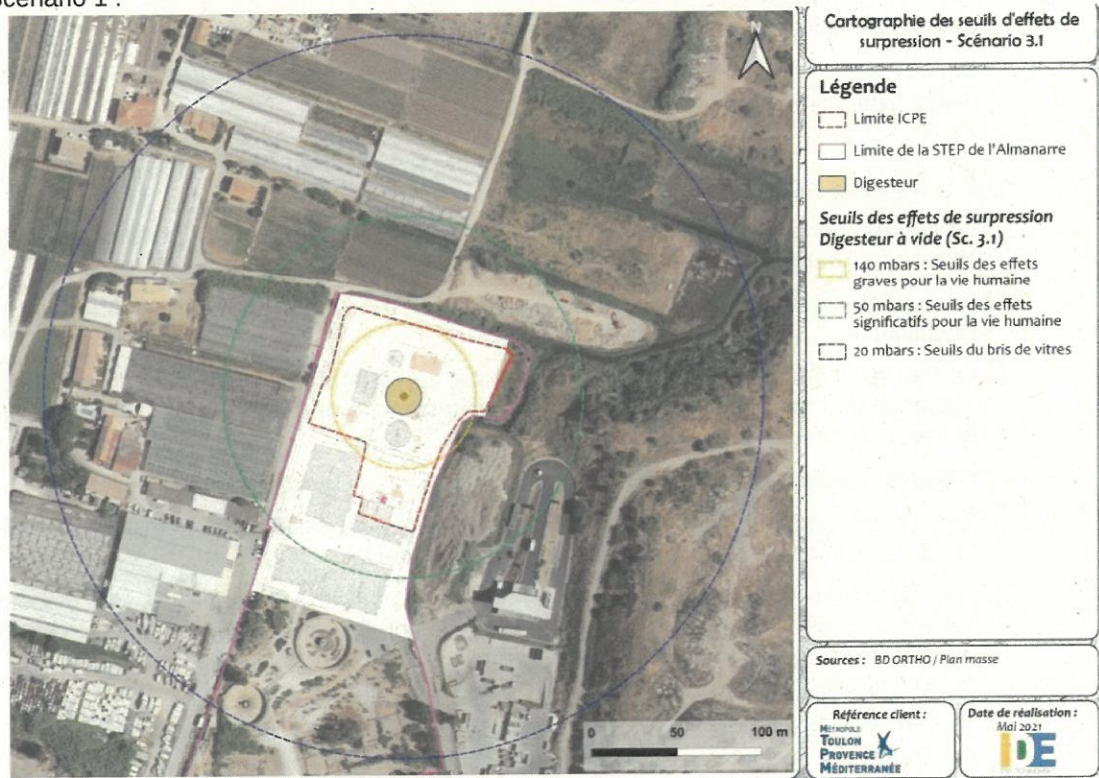 Scénario 1 :
N
Cartographie des seuils d'effets de
surpression - Scénario 3.1
Légende
Limite ICPE
Limite de la STEP de l'Almanarre
Digesteur
Seuils des effets de surpression
Digesteur à vide (Sc. 3.1)
140 mbars : Seuils des effets
graves pour la vie humaine
50 mbars : Seuils des effets
significatifs pour la vie humaine
20 mbars : Seuils du bris de vitres
0 50 100 m
Sources : BD ORTHO / Plan masse
Référence client :
MÉTROPOLE
TOULON
PROVENCE
MÉDITERRANÉE
Date de réalisation :
Mai 2021
IDE